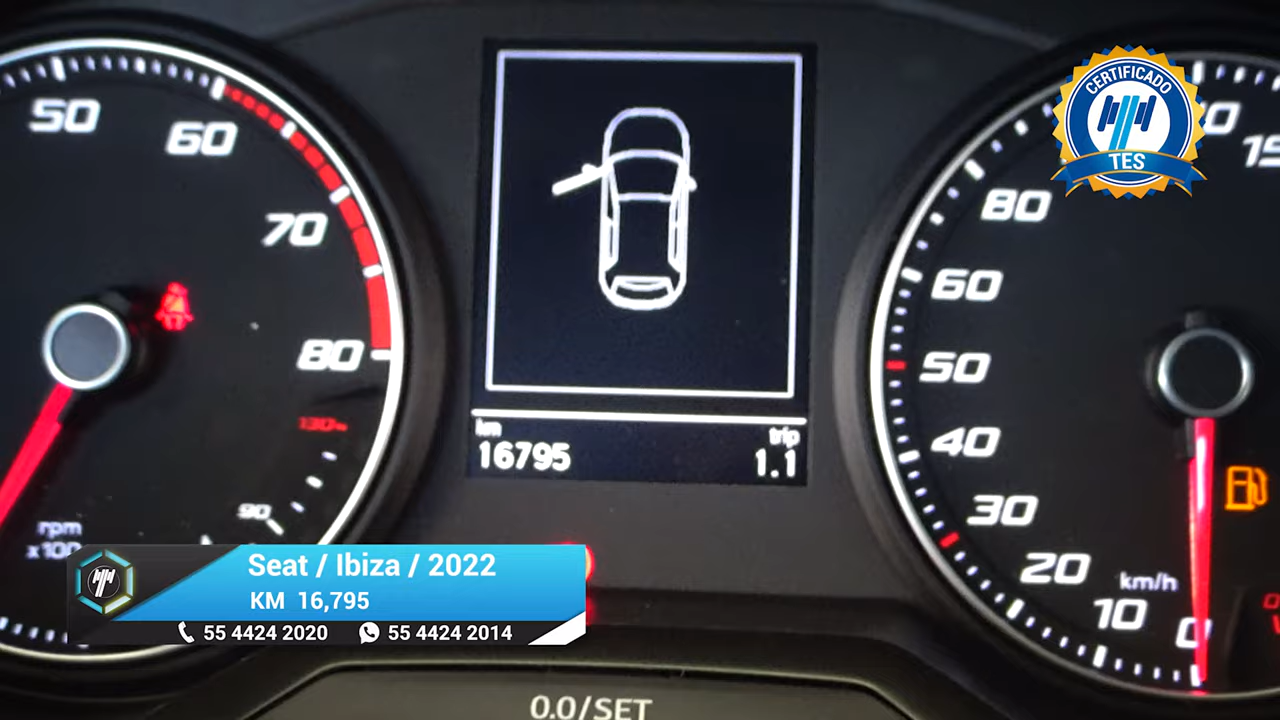 50
60
70
80
130
90
rpm
x100
km
16795
trip
1.1
80
60
50
40
30
20
10
0
km/h
0.0/SET
CERTIFICADO
TES
Seat / Ibiza / 2022
KM 16,795
55 4424 2020 55 4424 2014